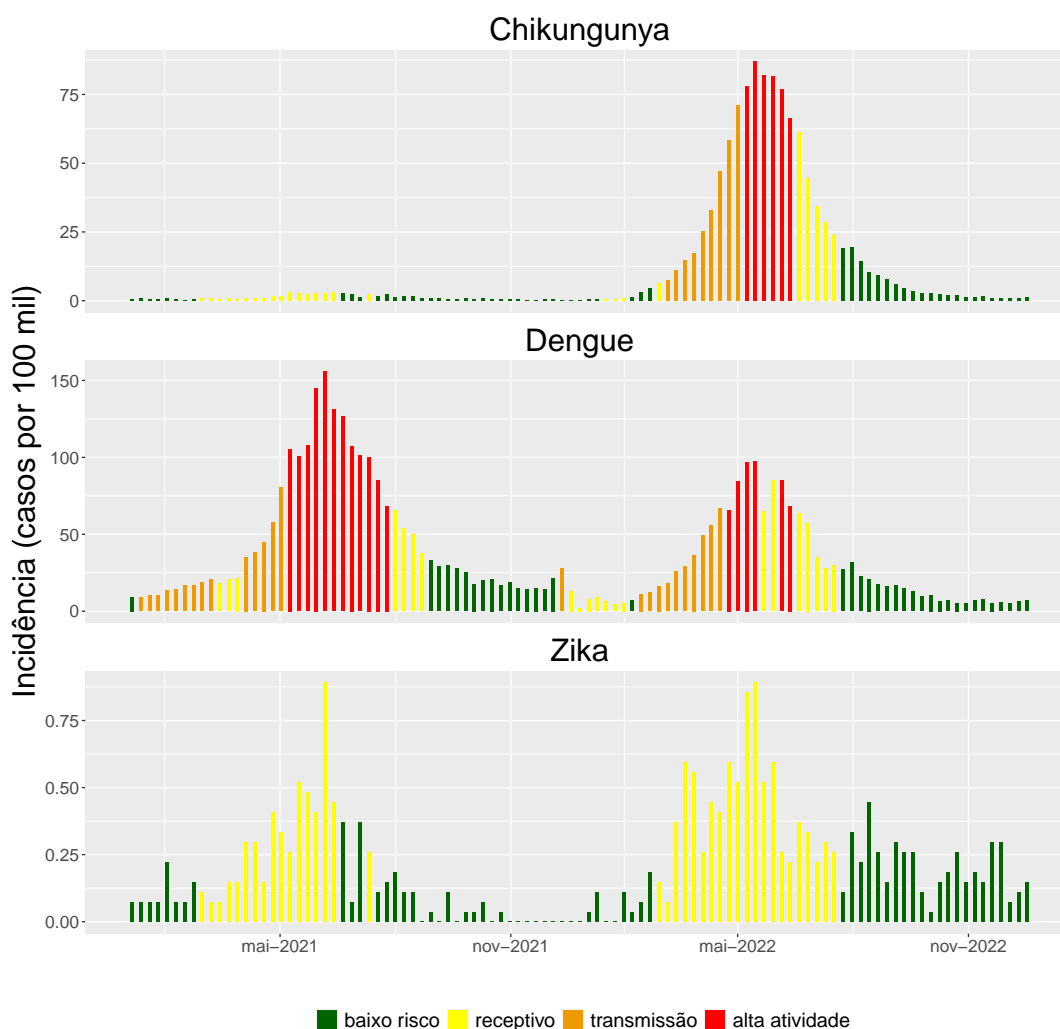 Chikungunya
75
50
25
0
Dengue
150
100
50
0
Incidência (casos por 100 mil)
Zika
0.75
0.50
0.25
0.00
mai−2021 nov−2021 mai−2022 nov−2022
baixo risco receptivo transmissão alta atividade